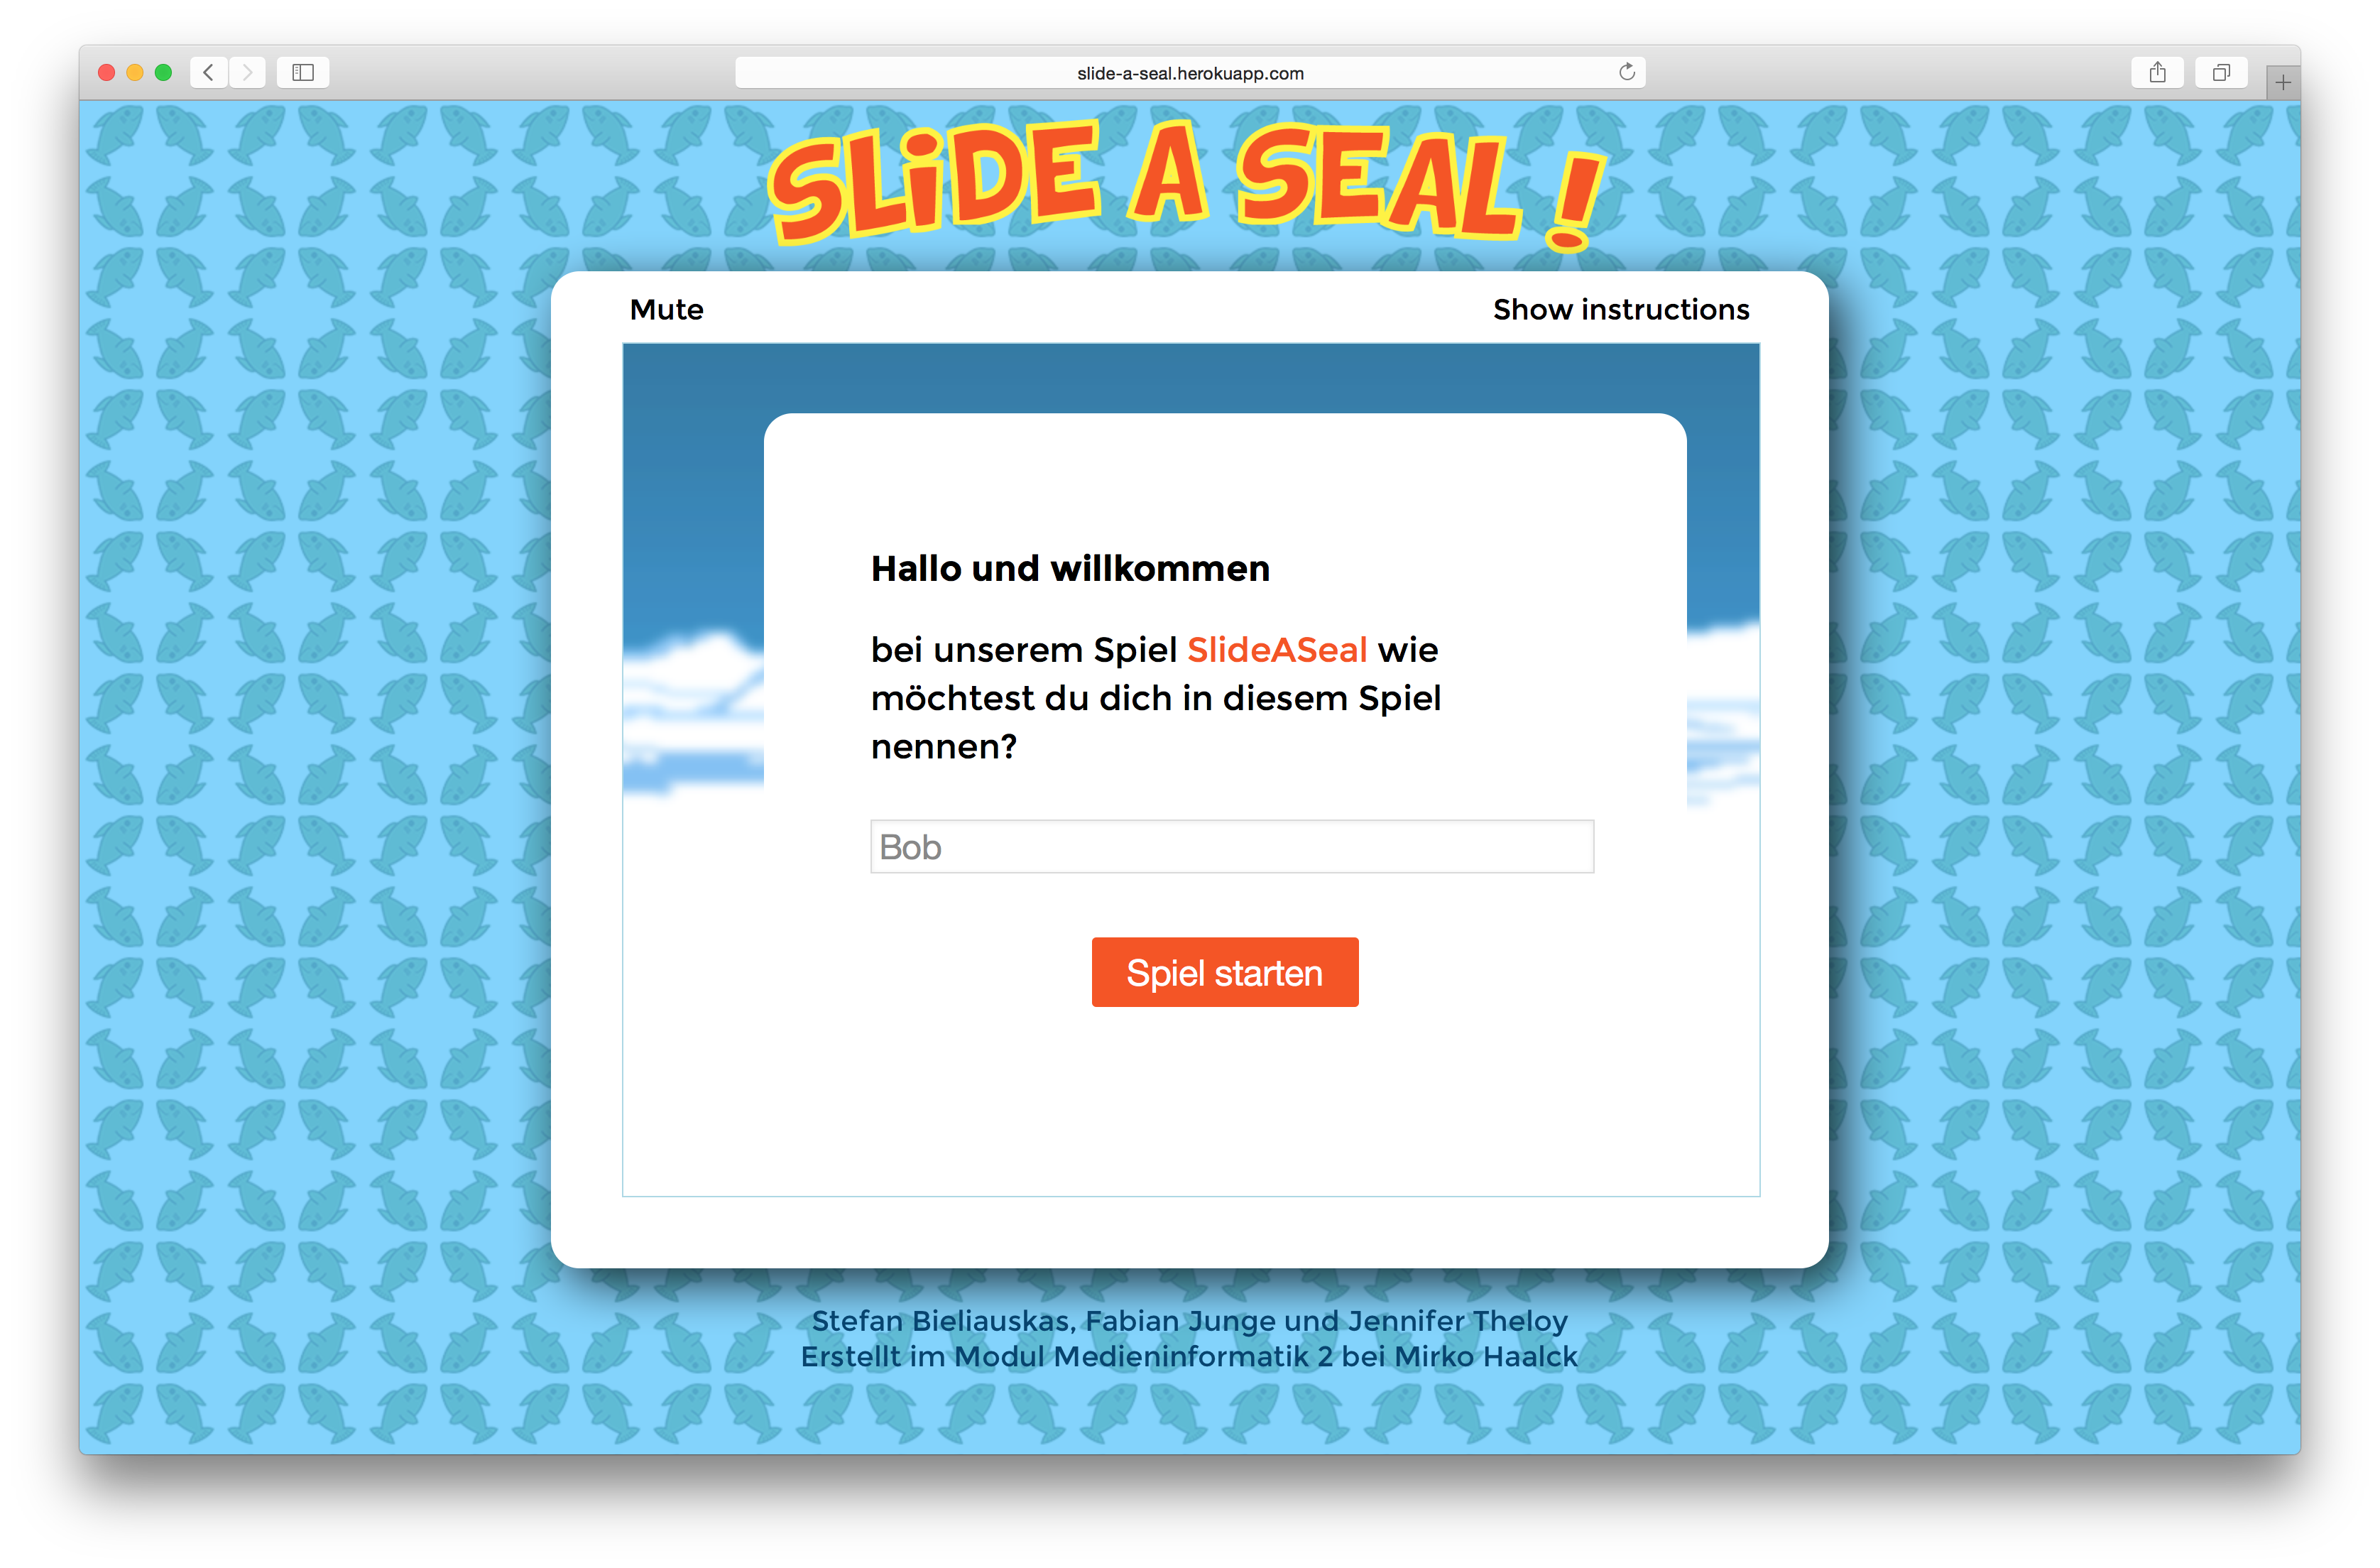 slide-a-seal.herokuapp.com
SLiDE A SEAL!
Mute
Show instructions
Hallo und willkommen
bei unserem Spiel SlideASeal wie
möchtest du dich in diesem Spiel
nennen?
Bob
Spiel starten
Stefan Bieliauskas, Fabian Junge und Jennifer Theloy
Erstellt im Modul Medieninformatik 2 bei Mirko Haalck